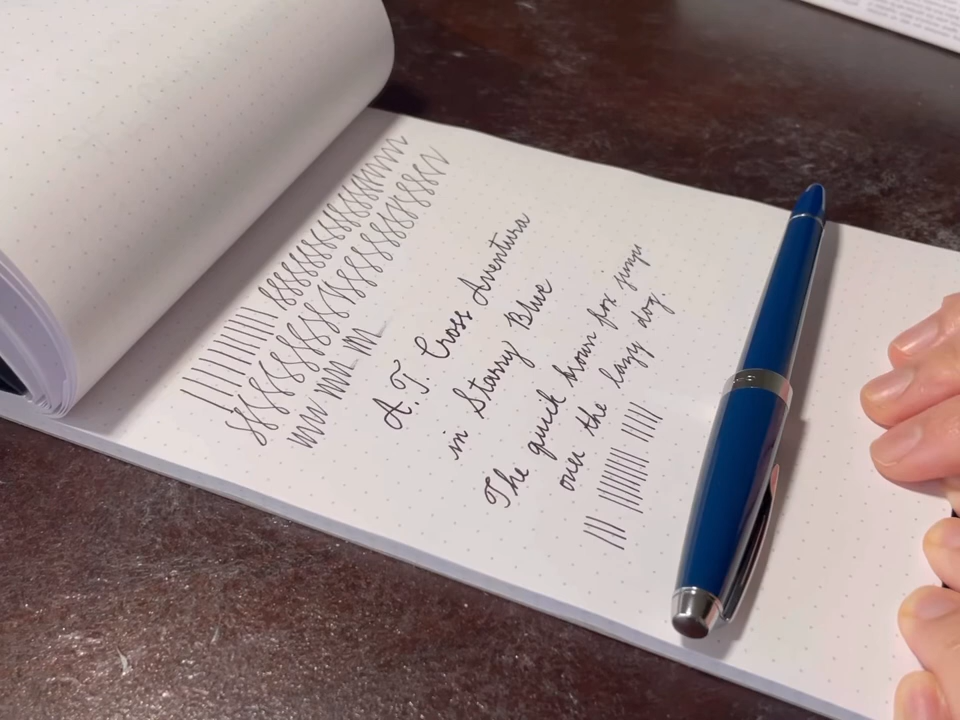 A.T. Cross Aventura
in Starry Blue
The quick brown fox jumps
over the lazy dog.